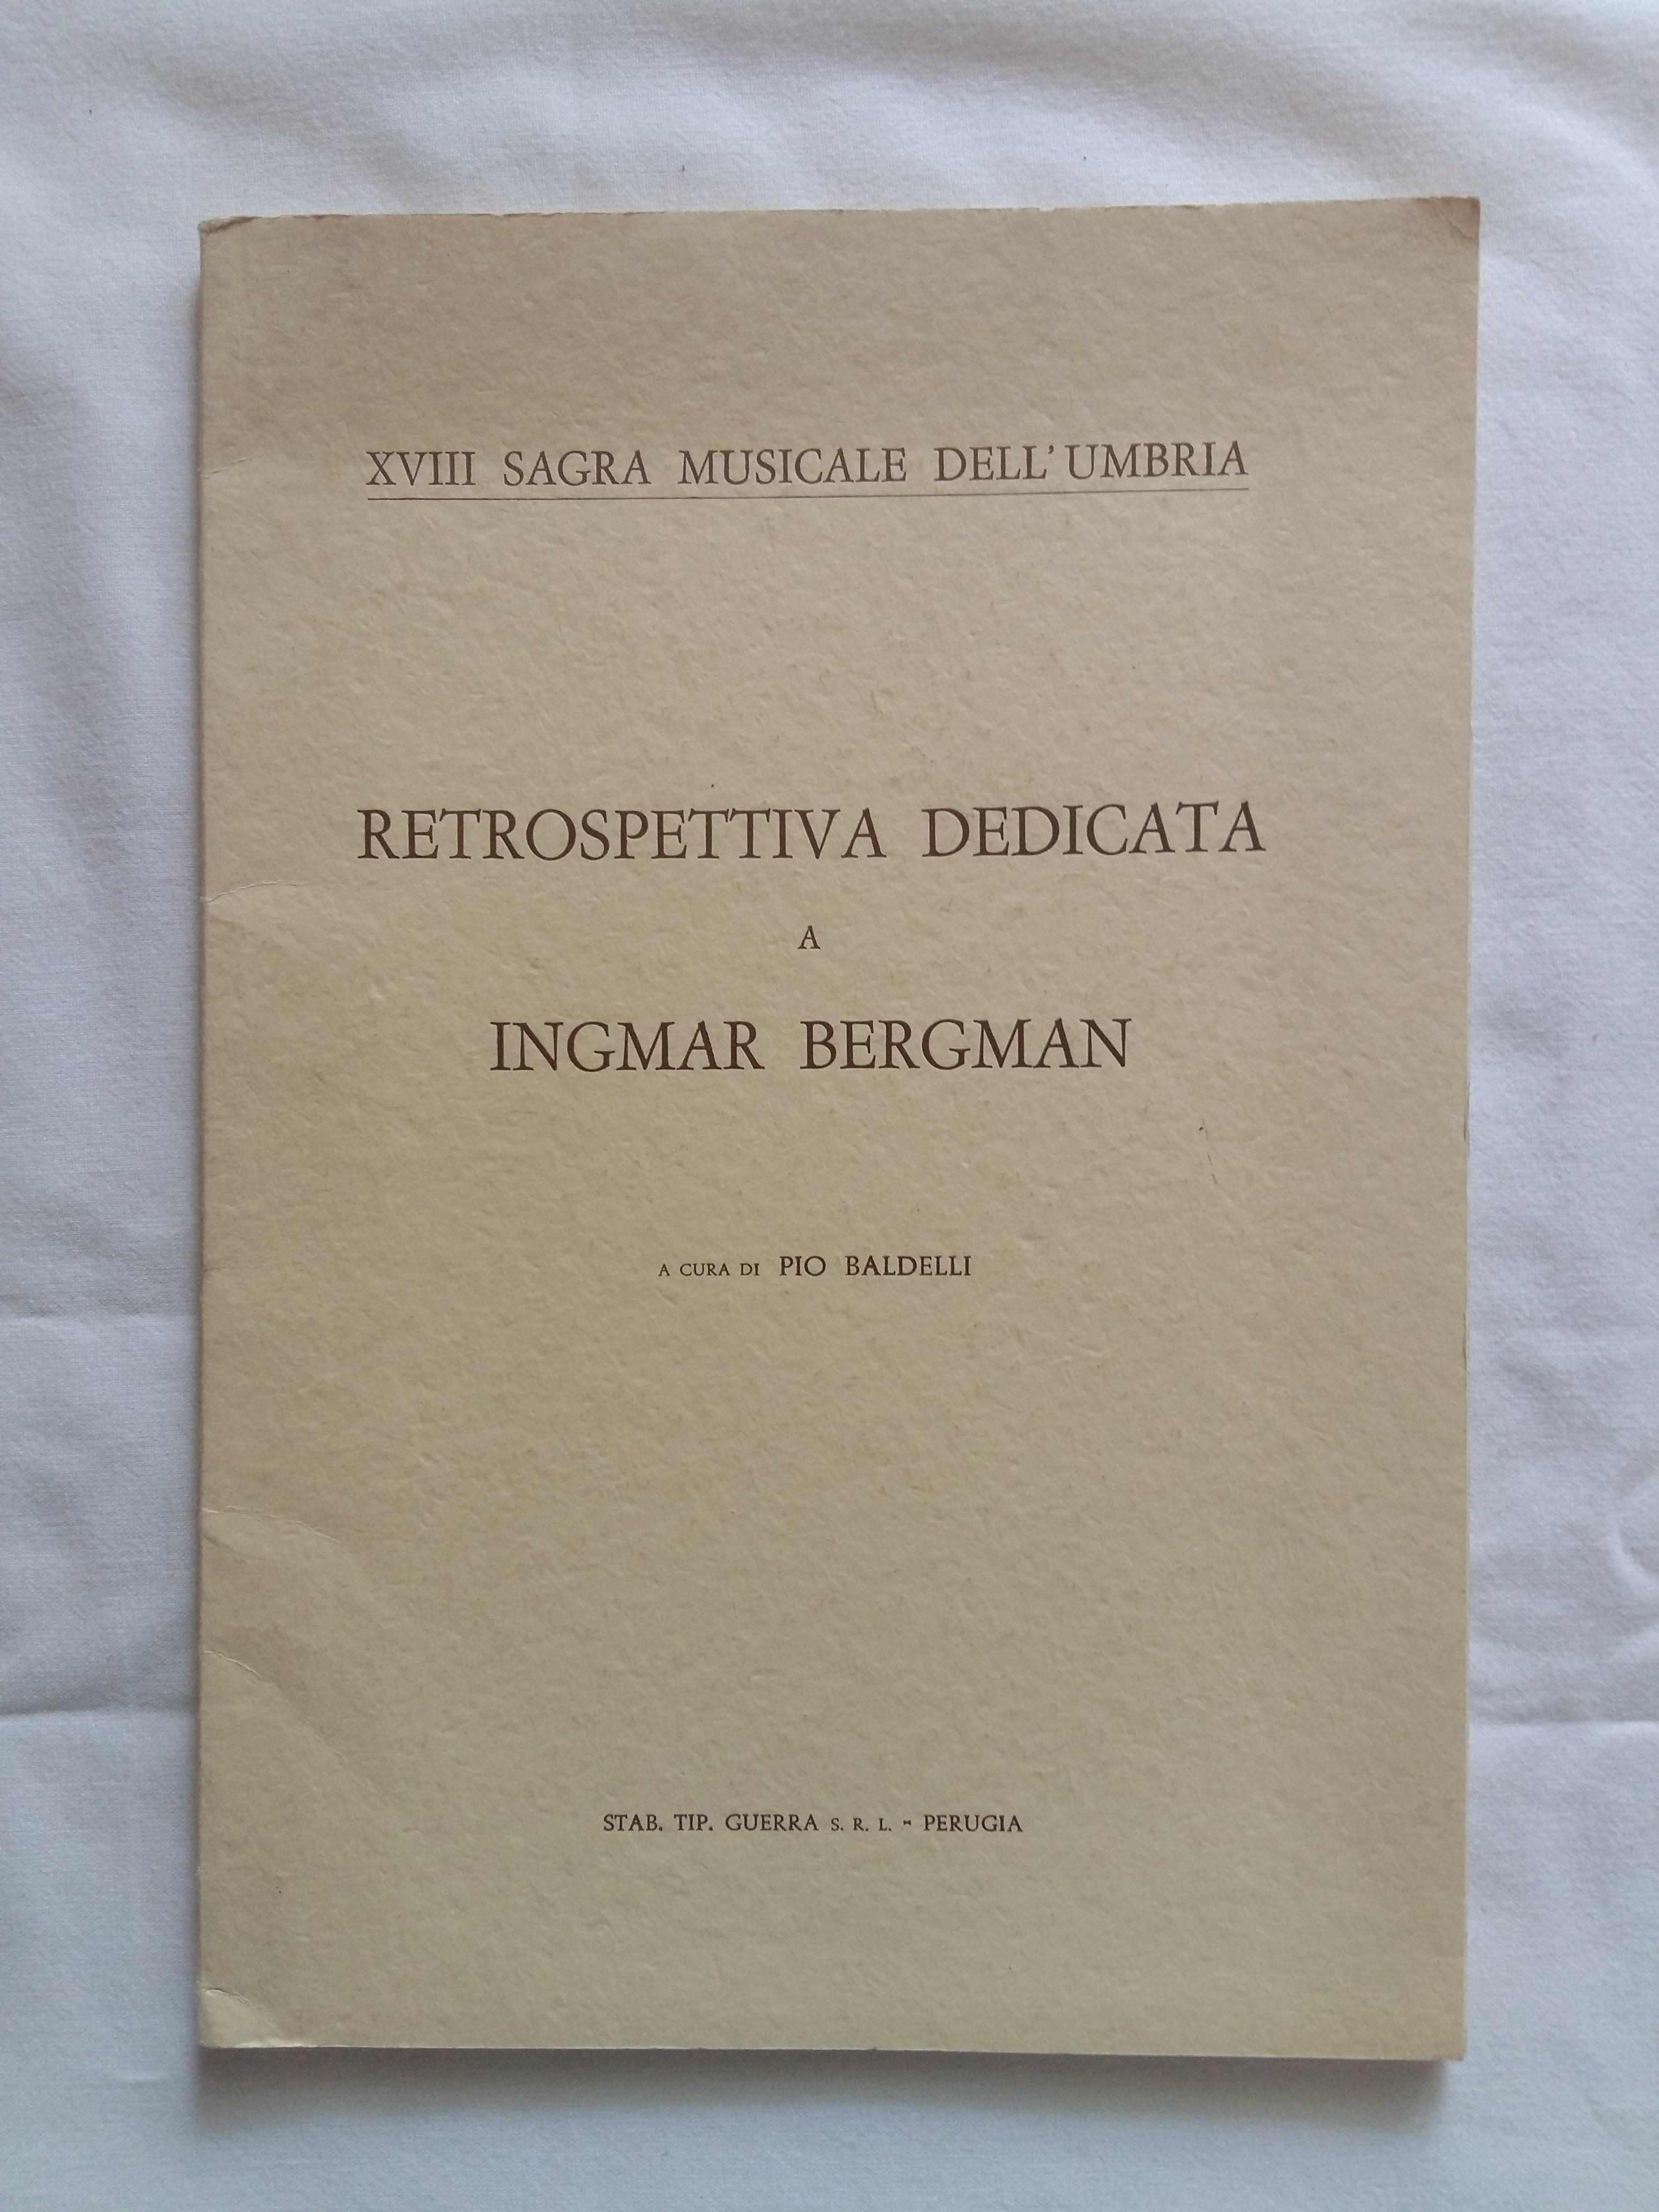 XVIII SAGRA MUSICALE DELL'UMBRIA
RETROSPETTIVA DEDICATA
A
INGMAR BERGMAN
A CURA DI PIO BALDELLI
STAB. TIP. GUERRA S. R. L. - PERUGIA